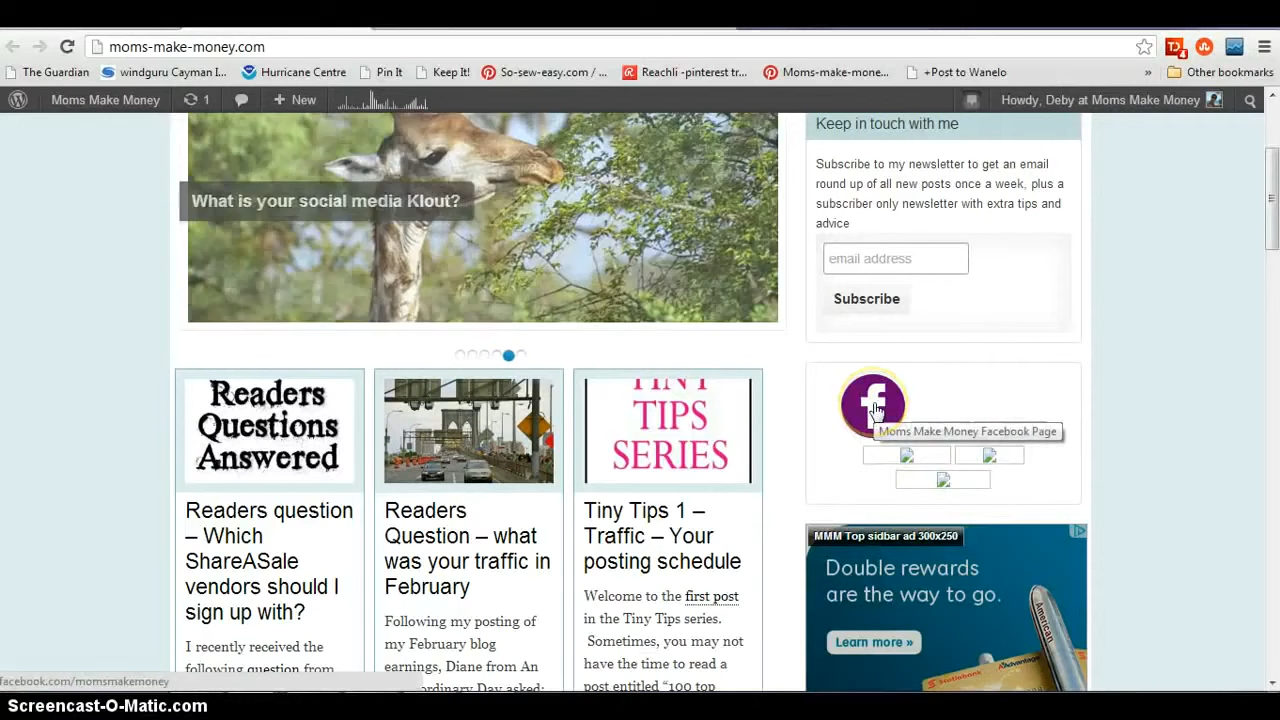 moms-make-money.com
The Guardian
windguru Cayman I...
Hurricane Centre
Pin It
Keep It!
So-sew-easy.com / ...
Reachli -pinterest tr...
Moms-make-mone...
+Post to Wanelo
»
Other bookmarks
Moms Make Money
1
+ New
Howdy, Deby at Moms Make Money
What is your social media Klout?
Keep in touch with me
Subscribe to my newsletter to get an email
round up of all new posts once a week, plus a
subscriber only newsletter with extra tips and
advice
email address
Subscribe
f
Moms Make Money Facebook Page
Readers
Questions
Answered
TINY
TIPS
SERIES
Readers question
– Which
ShareASale
vendors should I
sign up with?
I recently received the
following question from
Readers
Question – what
was your traffic in
February
Following my posting of
my February blog
earnings, Diane from An
ordinary Day asked:
Tiny Tips 1 –
Traffic – Your
posting schedule
Welcome to the first post
in the Tiny Tips series.
Sometimes, you may not
have the time to read a
post entitled “100 top
MMM Top sidbar ad 300x250
Double rewards
are the way to go.
Learn more »
American
Scotiabank
AAdvantage
facebook.com/momsmakemoney
Screencast-O-Matic.com